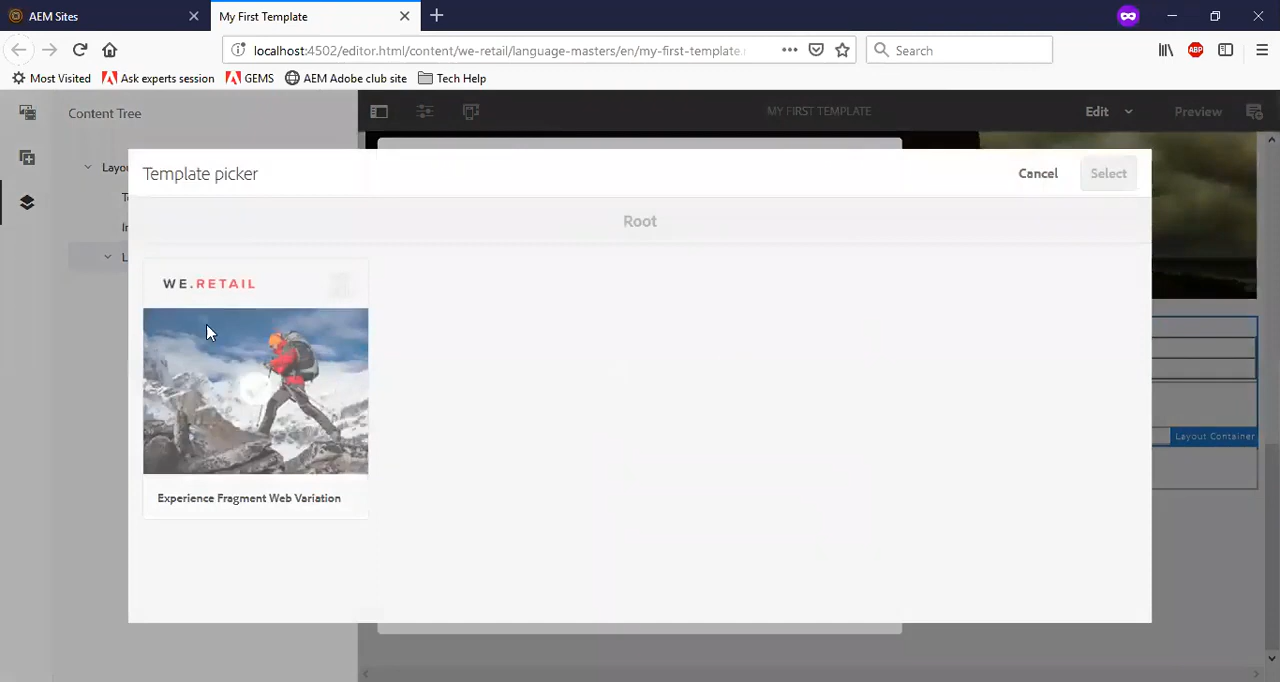 AEM Sites
My First Template
localhost:4502/editor.html/content/we-retail/language-masters/en/my-first-template.
Search
ABP
Most Visited
Ask experts session
GEMS
AEM Adobe club site
Tech Help
Content Tree
MY FIRST TEMPLATE
Edit
Preview
Template picker
Cancel
Select
Root
WE.RETAIL
Experience Fragment Web Variation
Layout Container